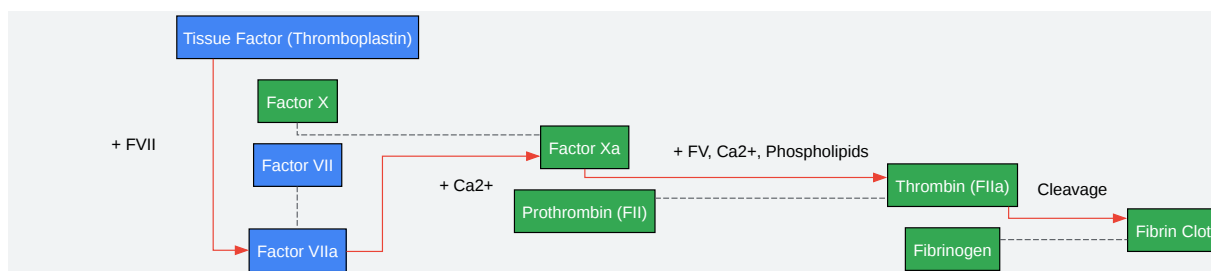 Tissue Factor (Thromboplastin)
Factor X
+ FVII
Factor VII
Factor Xa
+ FV, Ca2+, Phospholipids
+ Ca2+
Thrombin (FIIa)
Cleavage
Prothrombin (FII)
Factor VIIa
Fibrinogen
Fibrin Clot